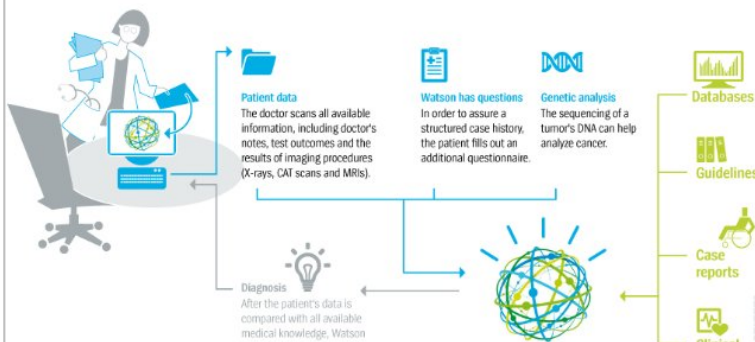 Patient data
The doctor scans all available
information, including doctor's
notes, test outcomes and the
results of imaging procedures
(X-rays, CAT scans and MRIs).
Watson has questions
In order to assure a
structured case history,
the patient fills out an
additional questionnaire.
Genetic analysis
The sequencing of a
tumor's DNA can help
analyze cancer.
Databases
Guidelines
Case
reports
Diagnosis
After the patient's data is
compared with all available
medical knowledge, Watson